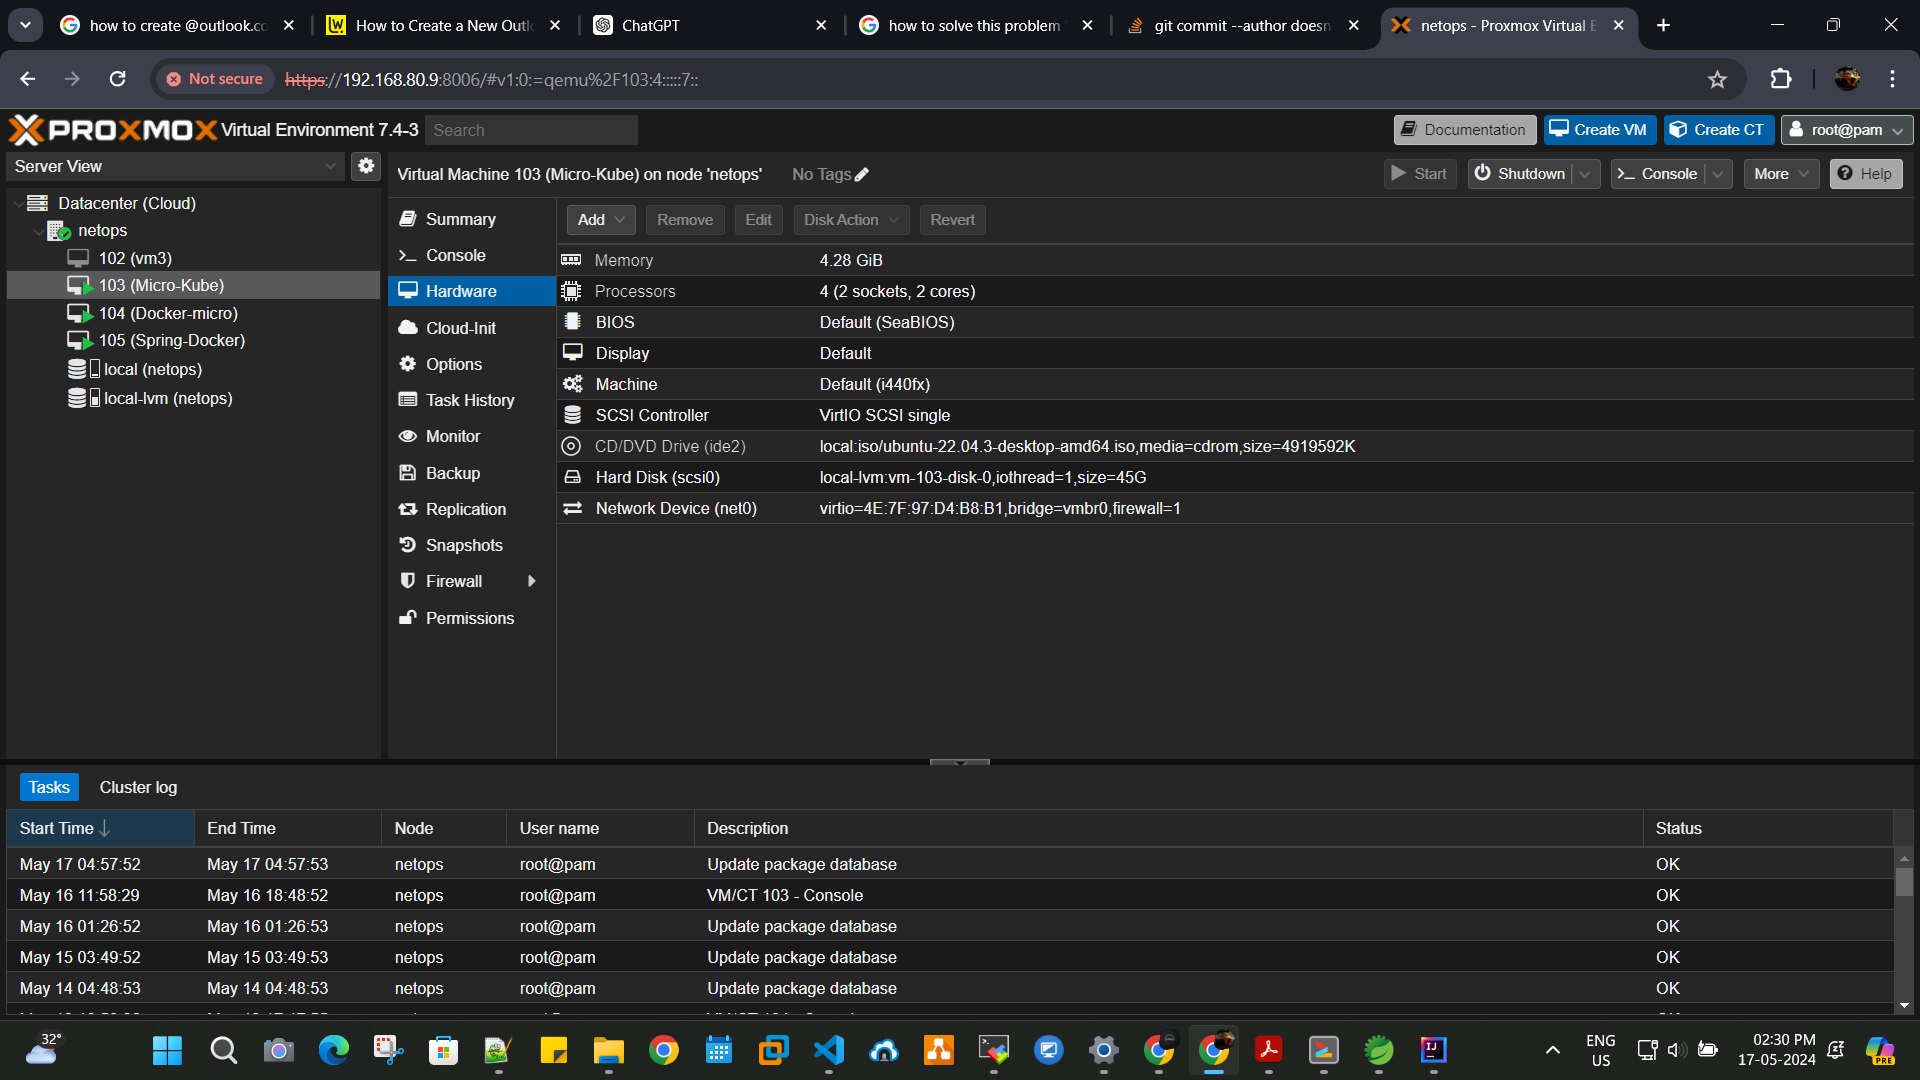 how to create @outlook.co
How to Create a New Outl
ChatGPT
how to solve this problem
git commit --author doesn
netops - Proxmox Virtual E
Not secure
https://192.168.80.9:8006/#v1:0:=qemu%2F103:4:::::7::
PROXMOX Virtual Environment 7.4-3
Search
Documentation
Create VM
Create CT
root@pam
Server View
Virtual Machine 103 (Micro-Kube) on node 'netops'
No Tags
Start
Shutdown
Console
More
Help
Datacenter (Cloud)
netops
102 (vm3)
103 (Micro-Kube)
104 (Docker-micro)
105 (Spring-Docker)
local (netops)
local-lvm (netops)
Summary
Console
Hardware
Cloud-Init
Options
Task History
Monitor
Backup
Replication
Snapshots
Firewall
Permissions
Add
Remove
Edit
Disk Action
Revert
Memory 4.28 GiB
Processors 4 (2 sockets, 2 cores)
BIOS Default (SeaBIOS)
Display Default
Machine Default (i440fx)
SCSI Controller VirtIO SCSI single
CD/DVD Drive (ide2) local:iso/ubuntu-22.04.3-desktop-amd64.iso,media=cdrom,size=4919592K
Hard Disk (scsi0) local-lvm:vm-103-disk-0,iothread=1,size=45G
Network Device (net0) virtio=4E:7F:97:D4:B8:B1,bridge=vmbr0,firewall=1
Tasks Cluster log
Start Time End Time Node User name Description Status
May 17 04:57:52 May 17 04:57:53 netops root@pam Update package database OK
May 16 11:58:29 May 16 18:48:52 netops root@pam VM/CT 103 - Console OK
May 16 01:26:52 May 16 01:26:53 netops root@pam Update package database OK
May 15 03:49:52 May 15 03:49:53 netops root@pam Update package database OK
May 14 04:48:53 May 14 04:48:53 netops root@pam Update package database OK
32°
IJ
ENG
US
02:30 PM
17-05-2024
PRE